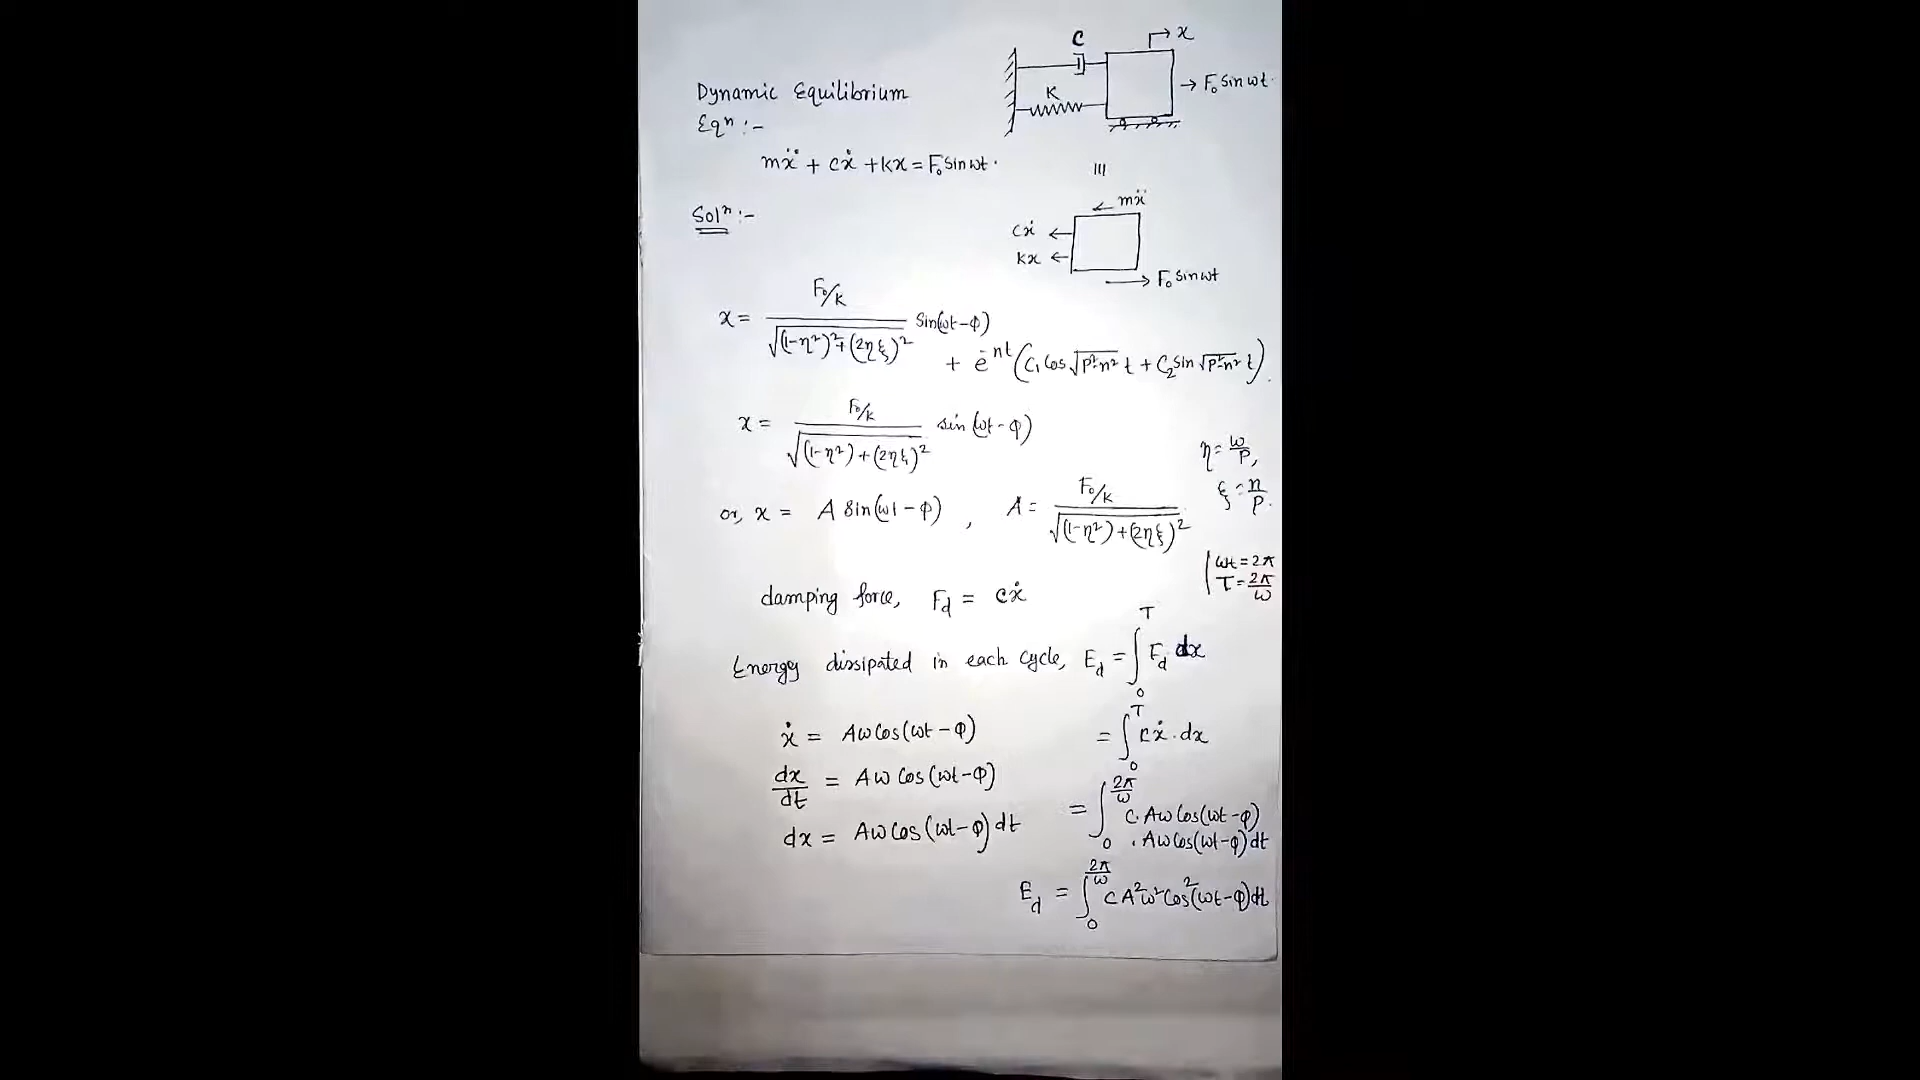 C
→ x
K
→ F₀ sin ωt.
Dynamic Equilibrium
Eqⁿ :-
mẍ + cẋ + kx = F₀ sin ωt.
|||
← mẍ
Solⁿ :-
cẋ ←
kx ←
→ F₀ sin ωt
x = (F₀/K) / √((1-η²)² + (2ηξ)²) Sin(ωt-φ)
+ e^-nt (C₁ Cos √(p²-n²) t + C₂ Sin √(p²-n²) t).
x = (F₀/K) / √((1-η²) + (2ηξ)²) sin (ωt - φ)
η = ω/p,
ξ = n/p.
or, x = A Sin(ωt - φ) , A = (F₀/K) / √((1-η²) + (2ηξ)²)
ωt = 2π
T = 2π/ω
damping force, F_d = cẋ
Energy dissipated in each cycle, E_d = ∫₀^T F_d dx
ẋ = Aω Cos(ωt - φ)
= ∫₀^T cẋ . dx
dx/dt = Aω Cos(ωt-φ)
= ∫₀^(2π/ω) C. Aω Cos(ωt-φ)
. Aω Cos(ωt-φ)dt
dx = Aω Cos(ωt-φ) dt
E_d = ∫₀^(2π/ω) C A² ω² Cos²(ωt-φ)dt